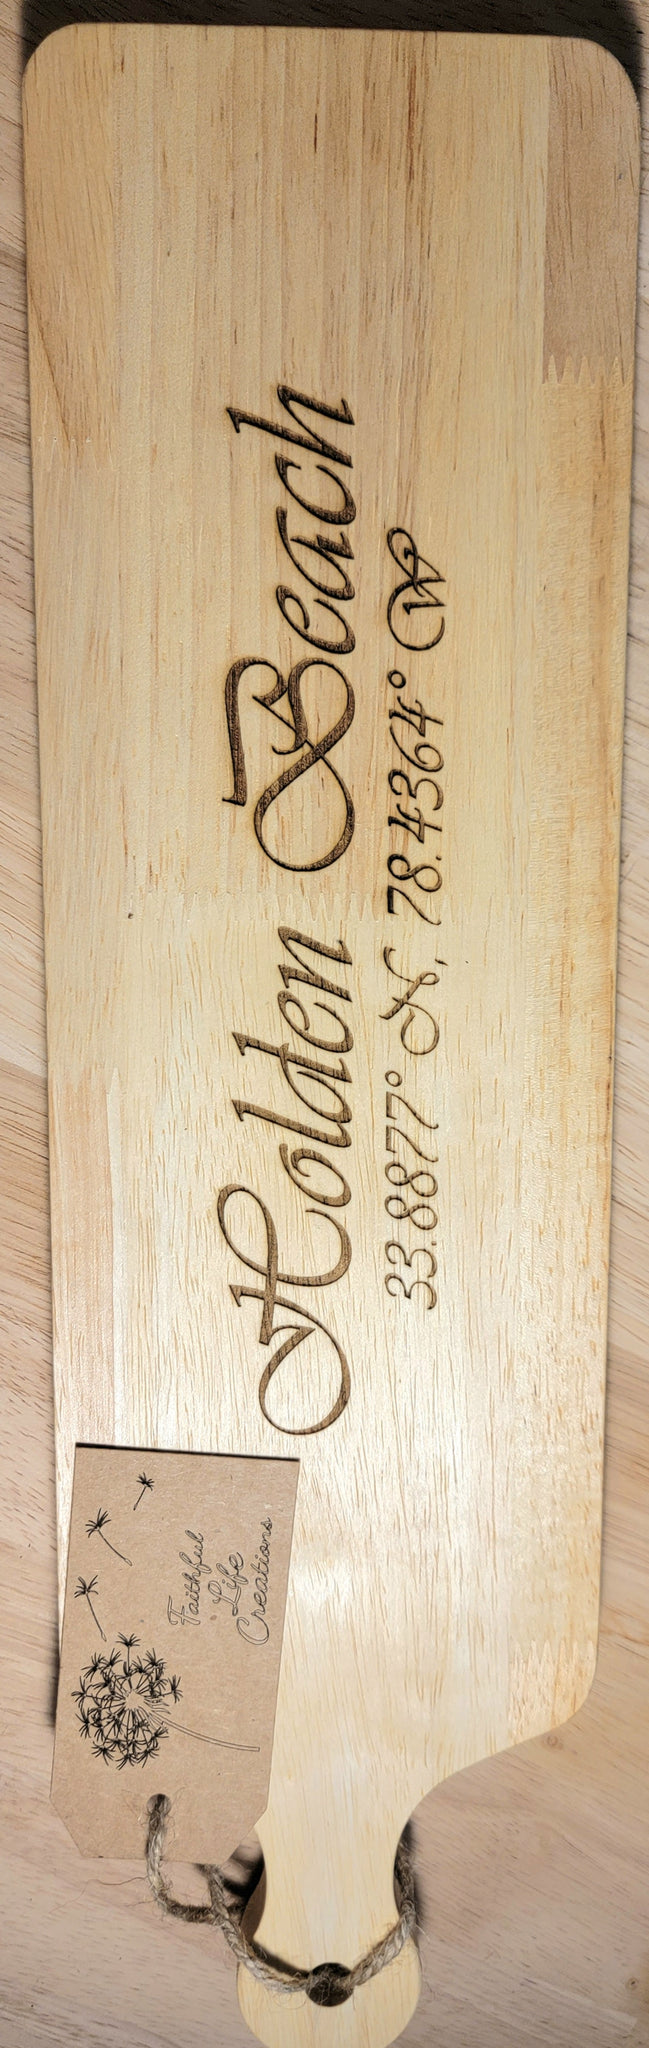 Holden Beach
33.8877° N, 78.4364° W
Faithful
Life
Creations